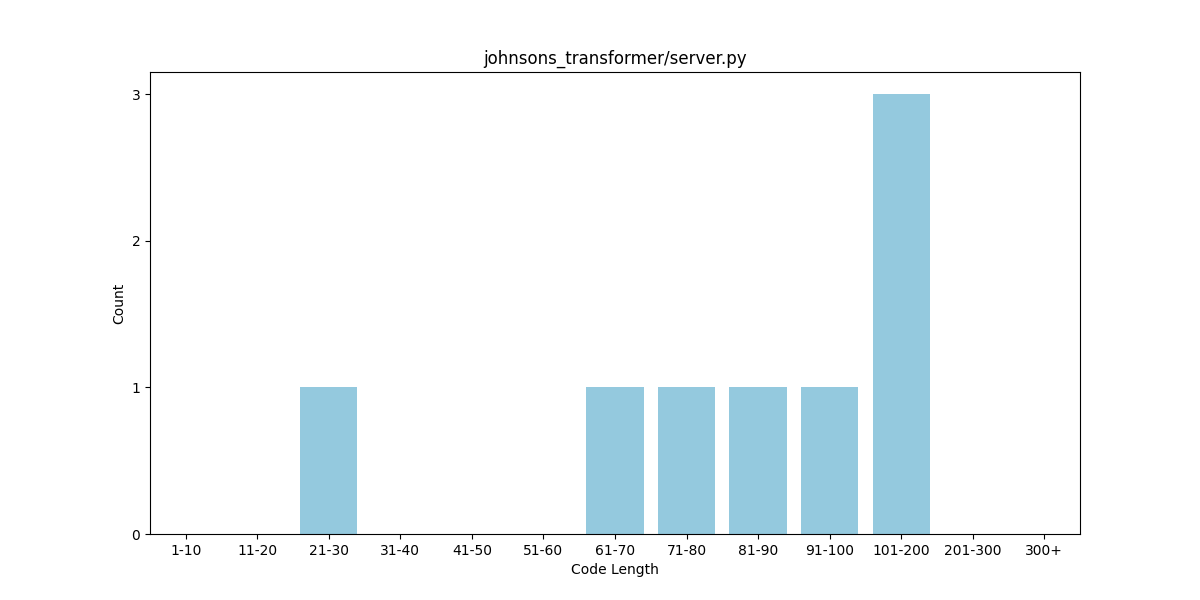 johnsons_transformer/server.py
3
2
1
0
Count
1-10 11-20 21-30 31-40 41-50 51-60 61-70 71-80 81-90 91-100 101-200 201-300 300+
Code Length